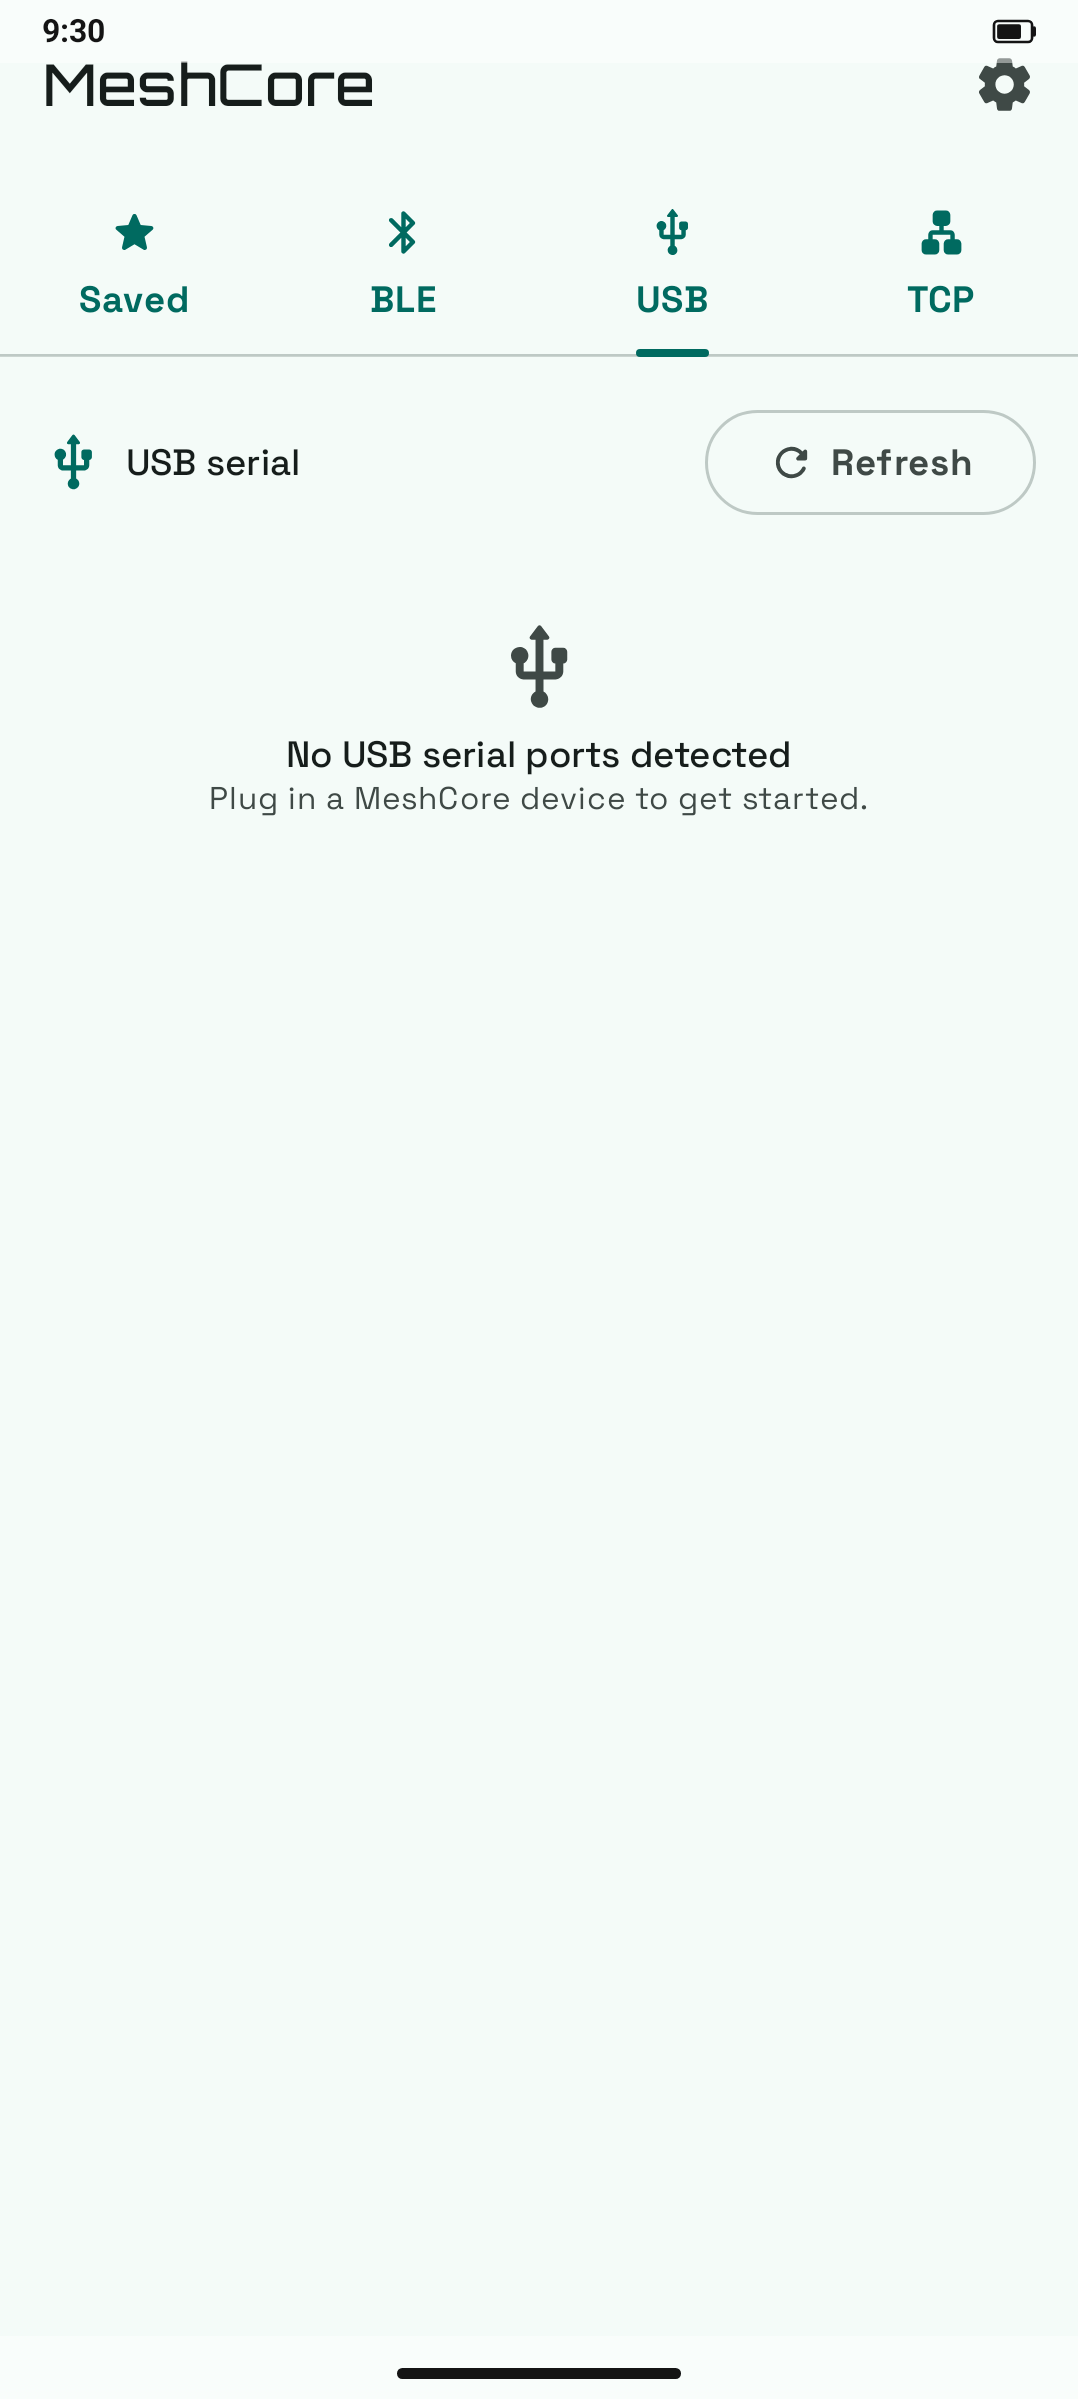 9:30
MeshCore
Saved
BLE
USB
TCP
USB serial
Refresh
No USB serial ports detected
Plug in a MeshCore device to get started.